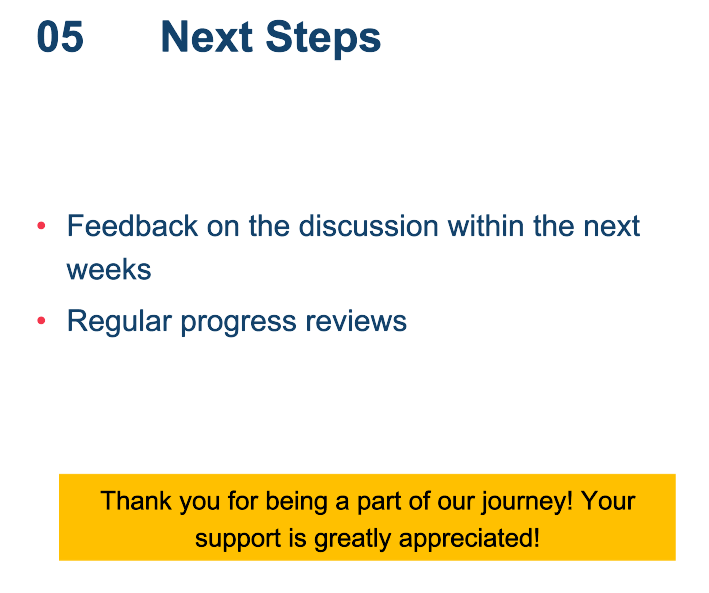 05 Next Steps
• Feedback on the discussion within the next
weeks
• Regular progress reviews
Thank you for being a part of our journey! Your
support is greatly appreciated!